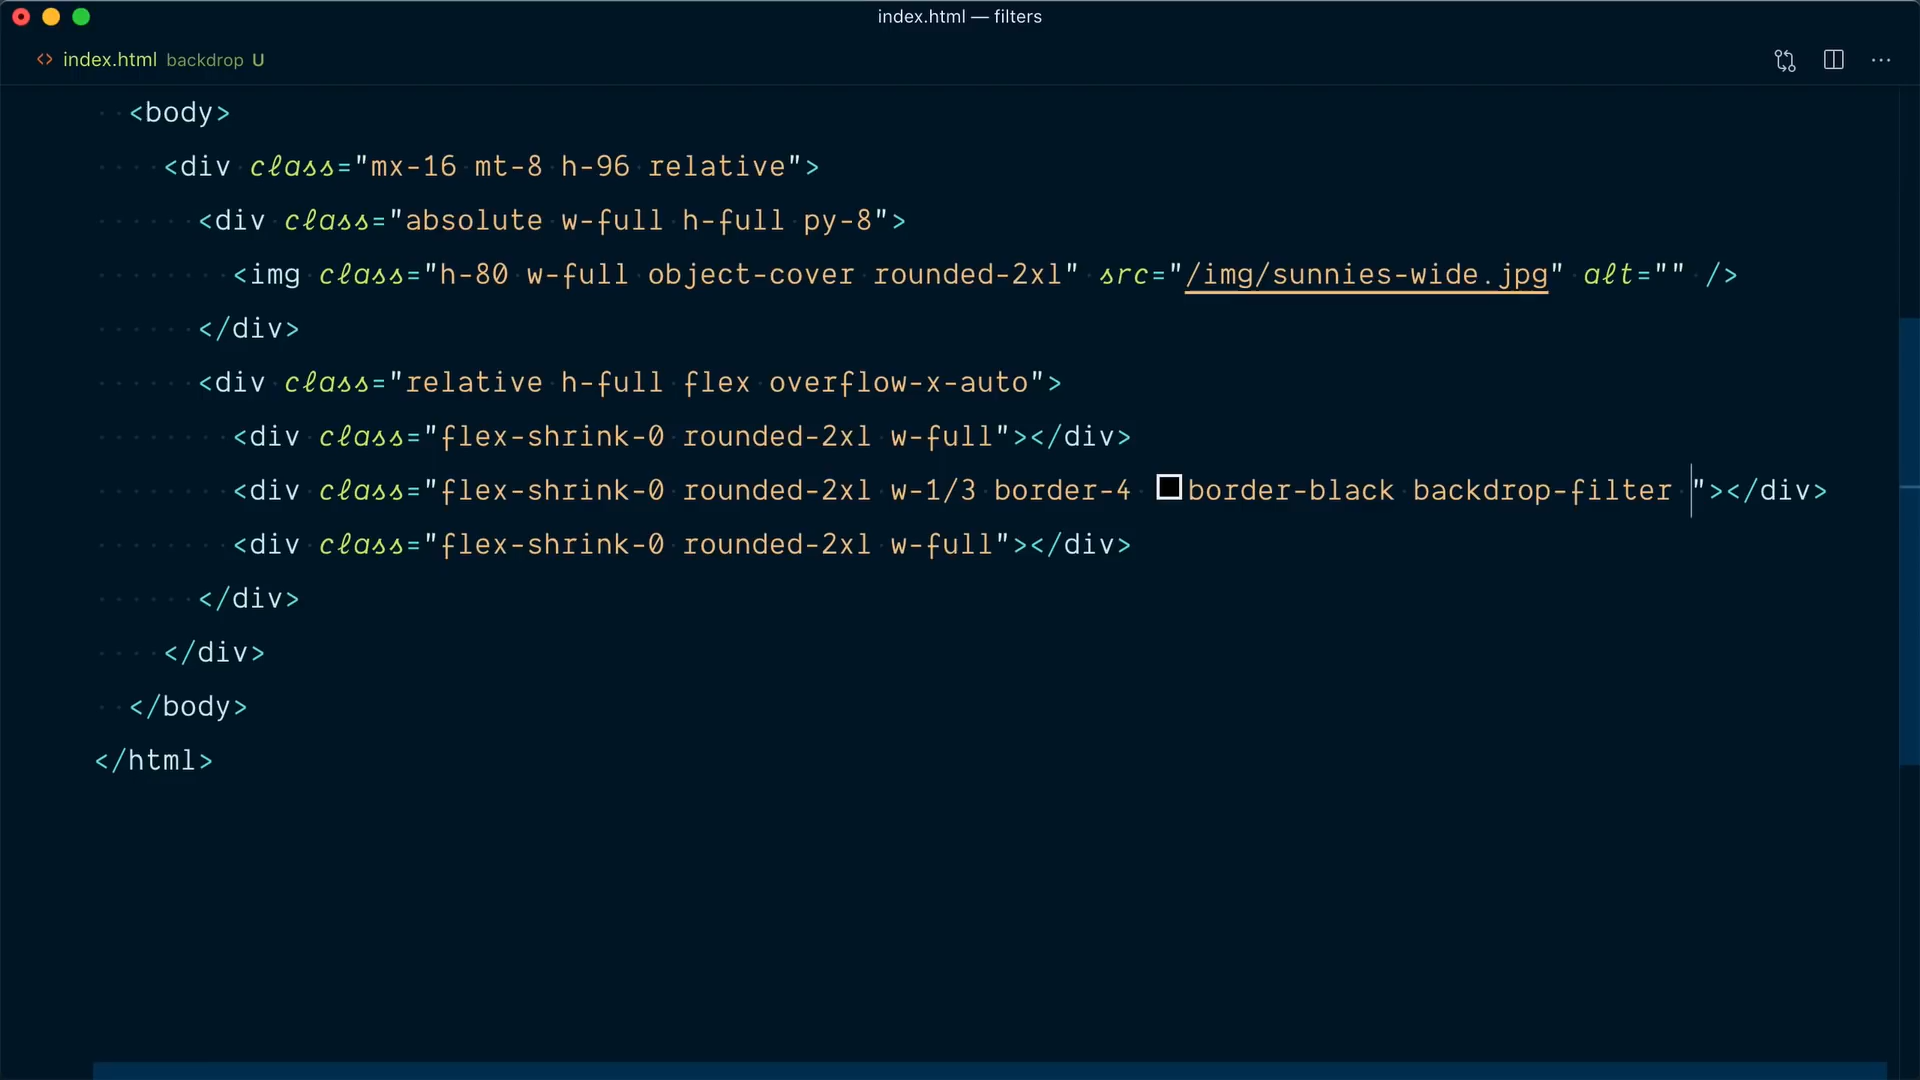 index.html — filters
<> index.html backdrop U
<body>
<div class="mx-16 mt-8 h-96 relative">
<div class="absolute w-full h-full py-8">
<img class="h-80 w-full object-cover rounded-2xl" src="/img/sunnies-wide.jpg" alt="" />
</div>
<div class="relative h-full flex overflow-x-auto">
<div class="flex-shrink-0 rounded-2xl w-full"></div>
<div class="flex-shrink-0 rounded-2xl w-1/3 border-4 border-black backdrop-filter "></div>
<div class="flex-shrink-0 rounded-2xl w-full"></div>
</div>
</div>
</body>
</html>